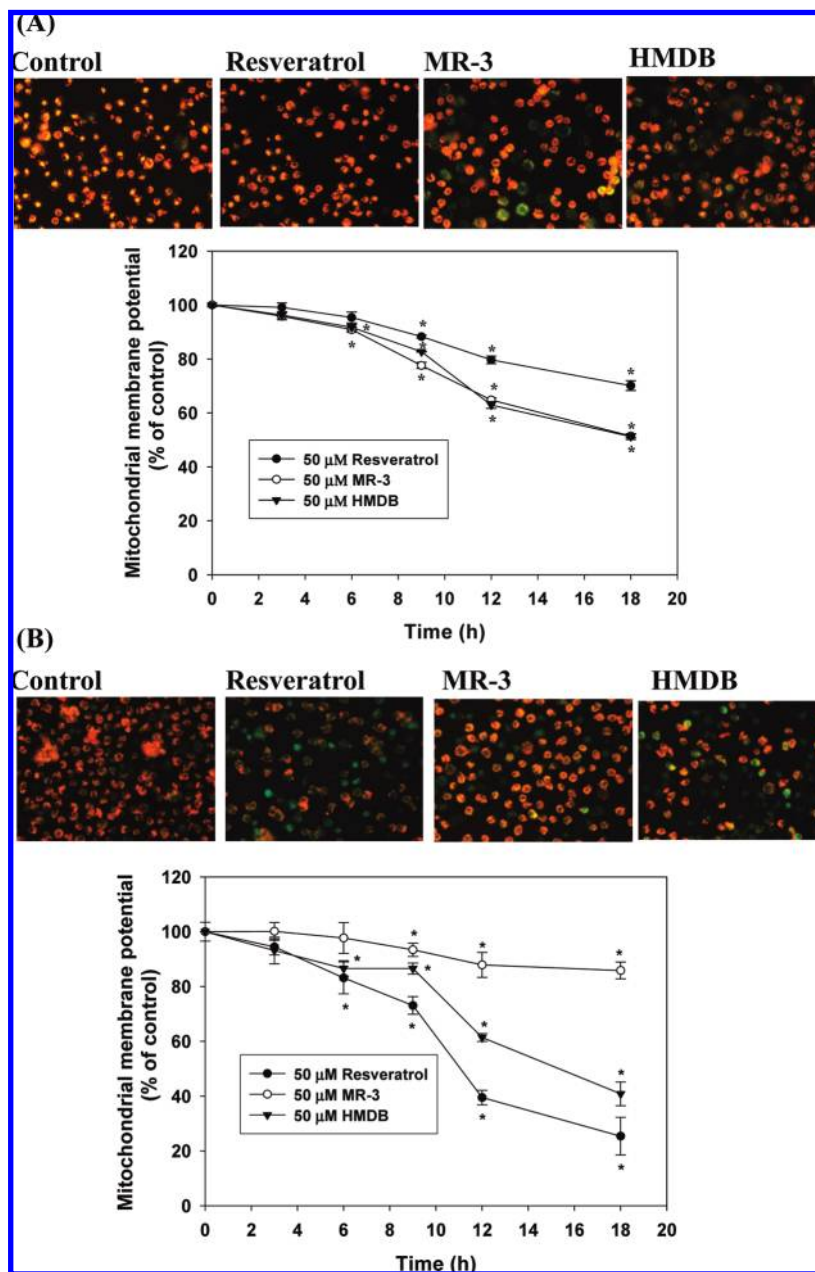 (A)
Control Resveratrol MR-3 HMDB
120
100
80
60
40
20
0
Mitochondrial membrane potential
(% of control)
* * * * * * * * * * *
50 μM Resveratrol
50 μM MR-3
50 μM HMDB
0 2 4 6 8 10 12 14 16 18 20
Time (h)
(B)
Control Resveratrol MR-3 HMDB
120
100
80
60
40
20
0
Mitochondrial membrane potential
(% of control)
* * * * * * * * * * *
50 μM Resveratrol
50 μM MR-3
50 μM HMDB
0 2 4 6 8 10 12 14 16 18 20
Time (h)